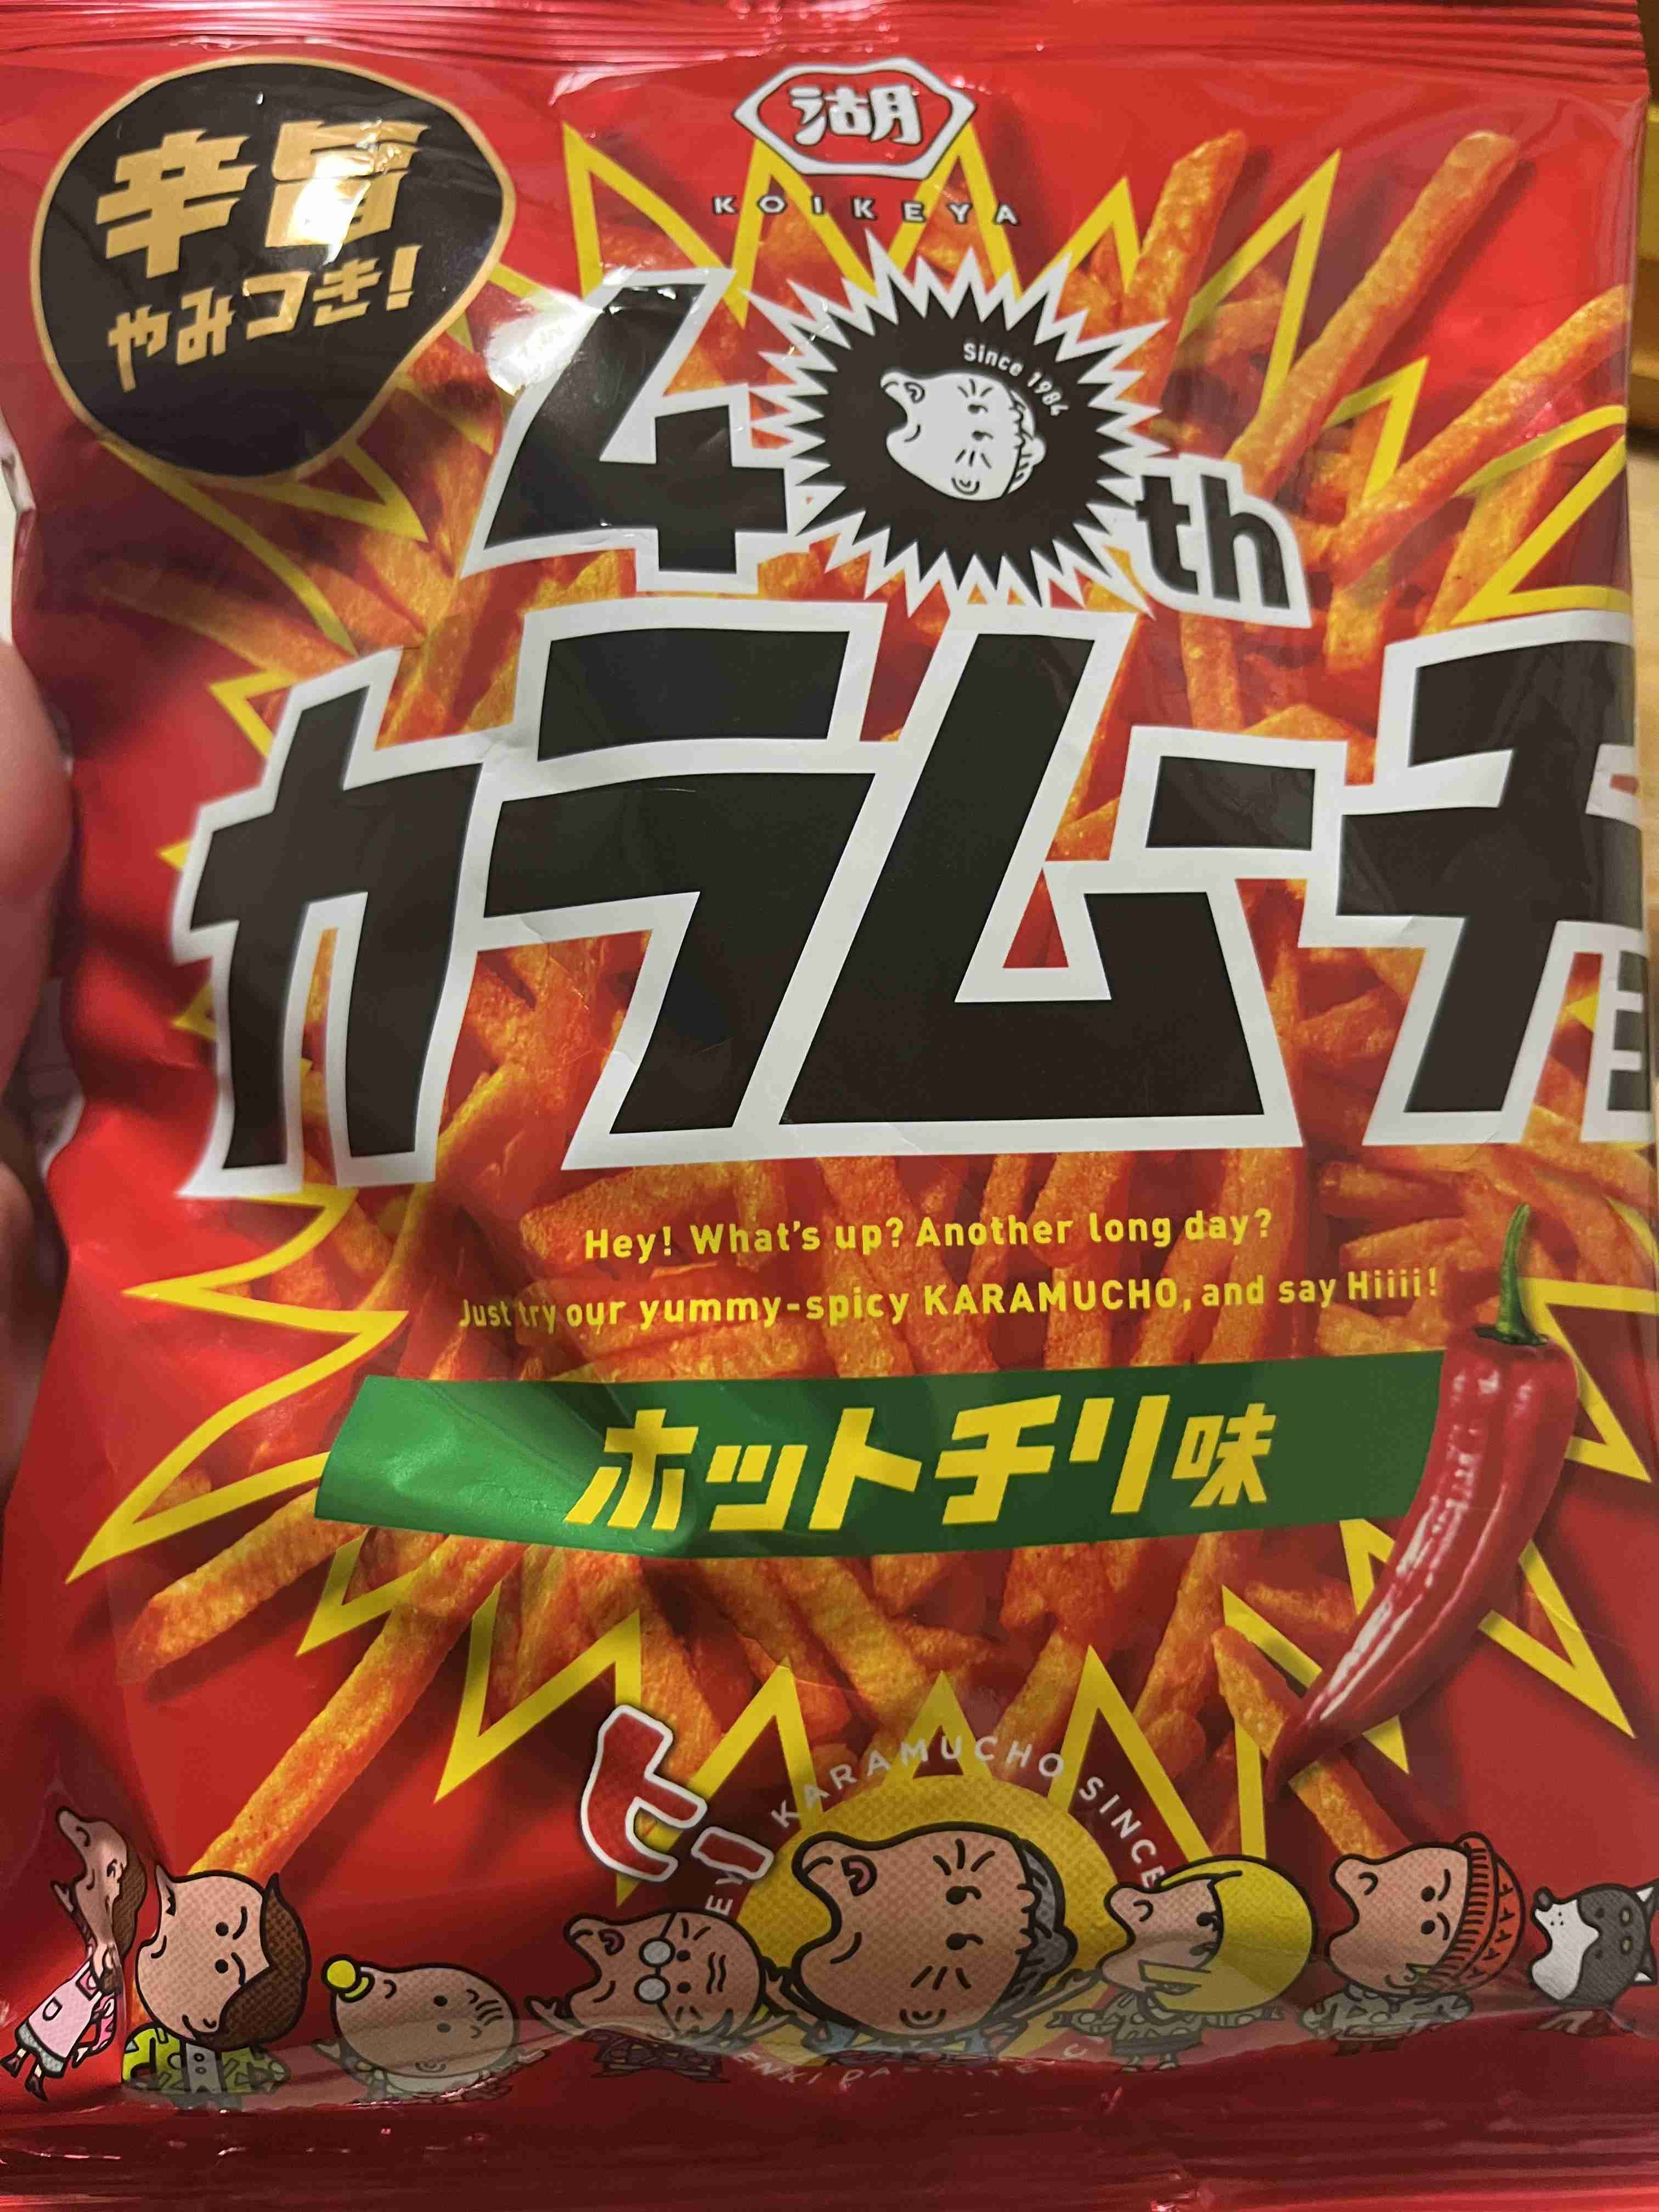 湖
KOIKEYA
辛旨
やみつき!
40th
Since 1984
カラムーチョ
Hey! What's up? Another long day?
Just try our yummy-spicy KARAMUCHO, and say Hiiii!
ホットチリ味
ヒー
KARAMUCHO SINCE